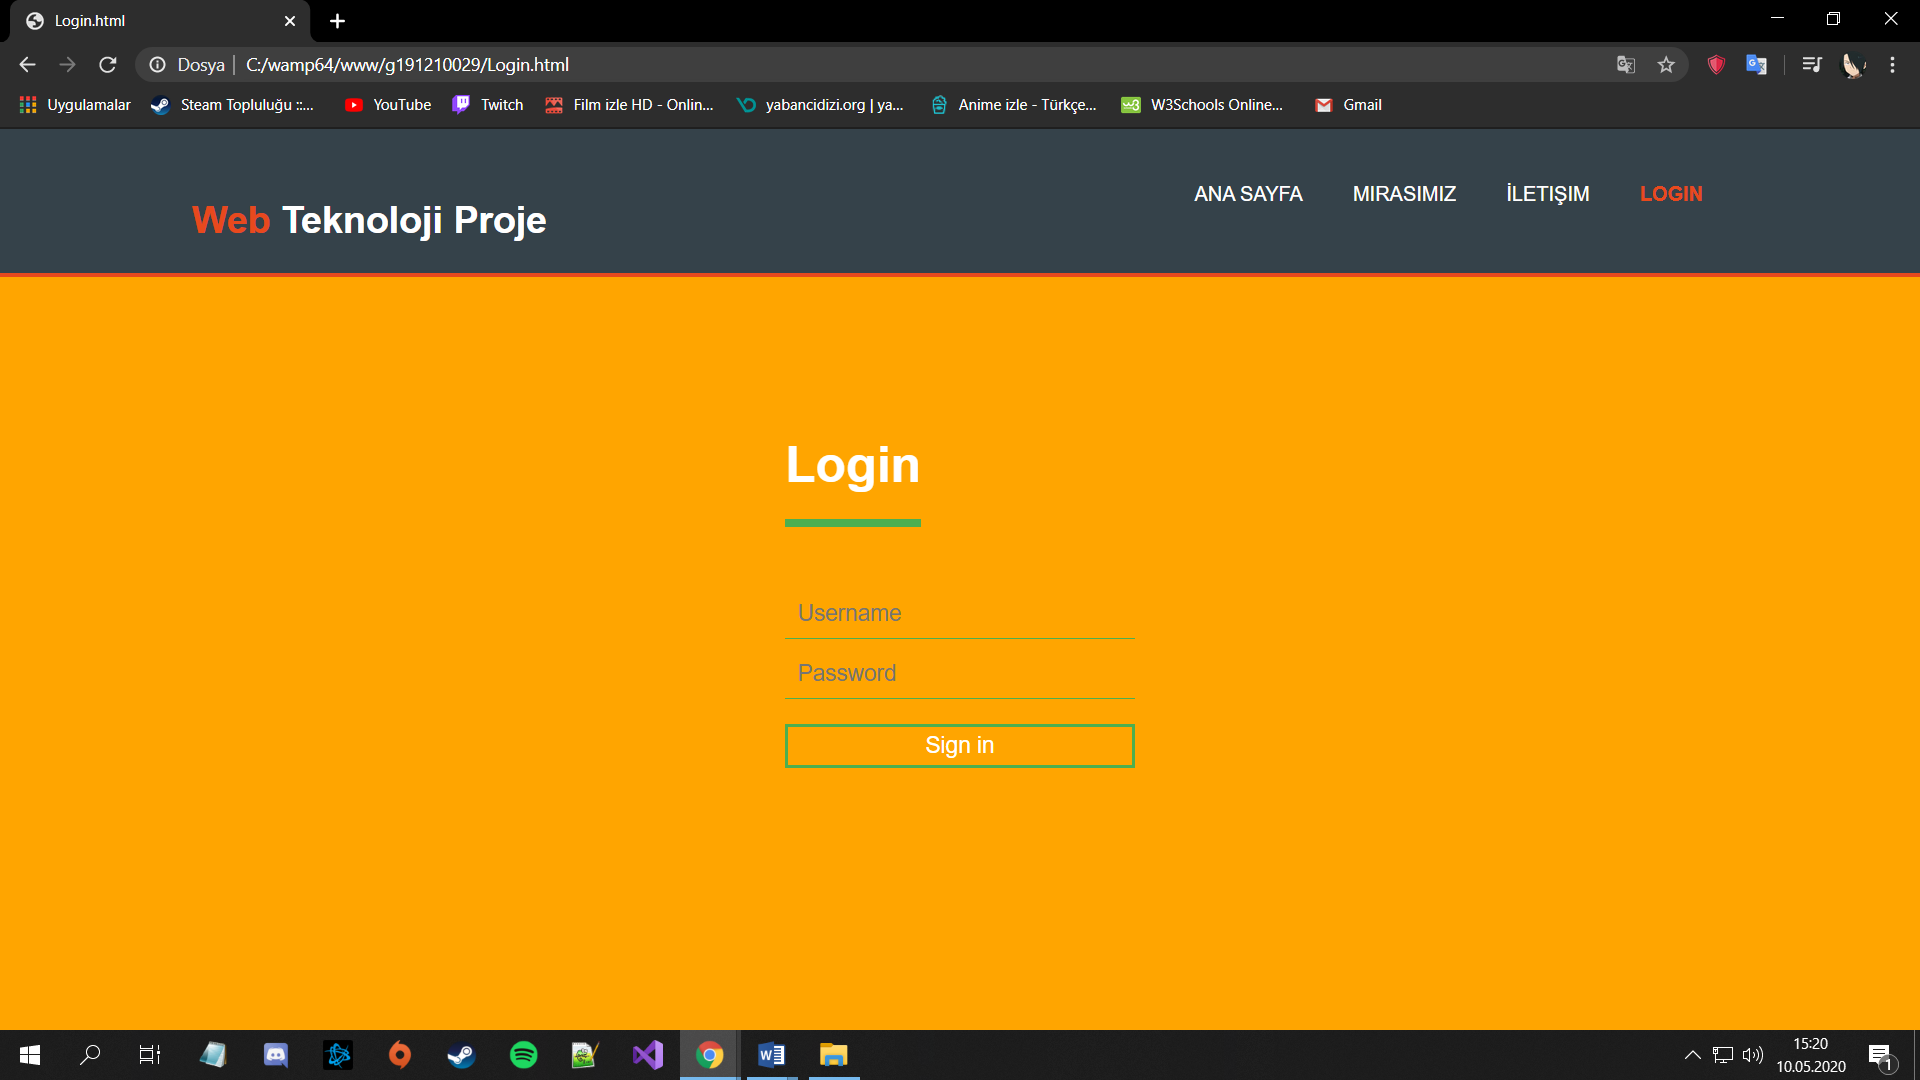 Login.html
Dosya | C:/wamp64/www/g191210029/Login.html
Uygulamalar Steam Topluluğu ::... YouTube Twitch Film izle HD - Onlin... yabancidizi.org | ya... Anime izle - Türkçe... W3Schools Online... Gmail
ANA SAYFA MIRASIMIZ İLETIŞIM LOGIN
Web Teknoloji Proje
Login
Username
Password
Sign in
15:20
10.05.2020
1